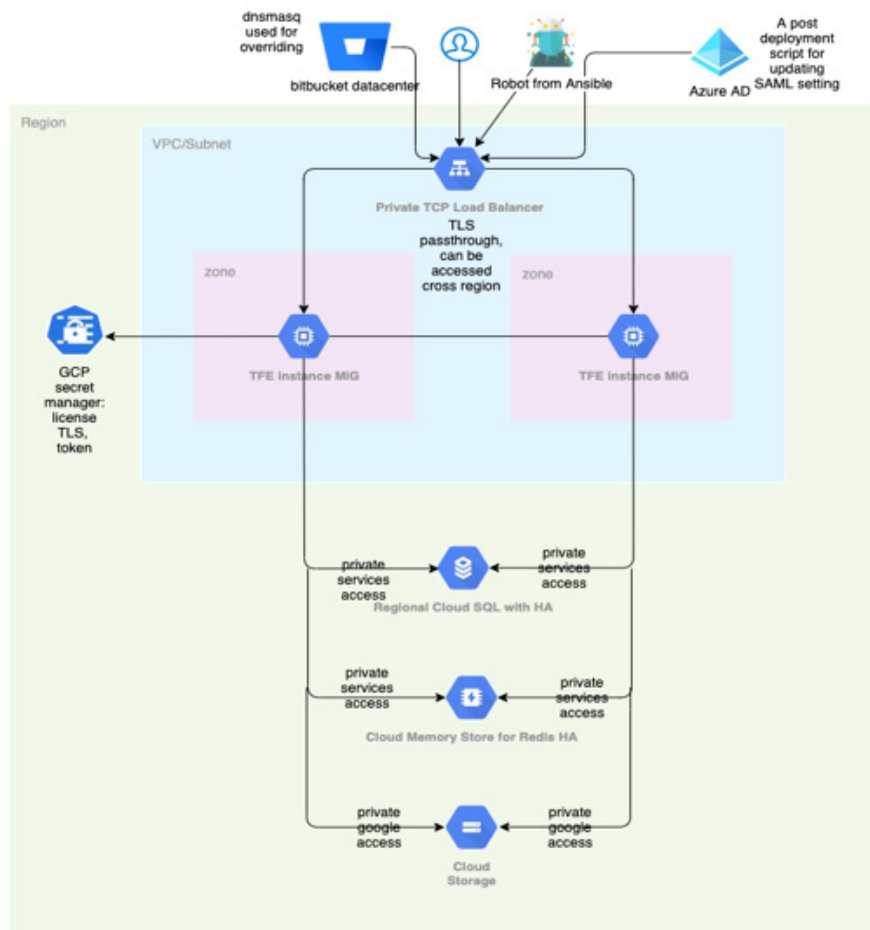 dnsmasq
used for
overriding
bitbucket datacenter
Robot from Ansible
Azure AD
A post
deployment
script for
updating
SAML setting
Region
VPC/Subnet
Private TCP Load Balancer
TLS
passthrough,
can be
accessed
cross region
zone
zone
TFE instance MiG
TFE instance MiG
GCP
secret
manager:
license
TLS,
token
private
services
access
private
services
access
Regional Cloud SQL with HA
private
services
access
private
services
access
Cloud Memory Store for Redis HA
private
google
access
private
google
access
Cloud
Storage